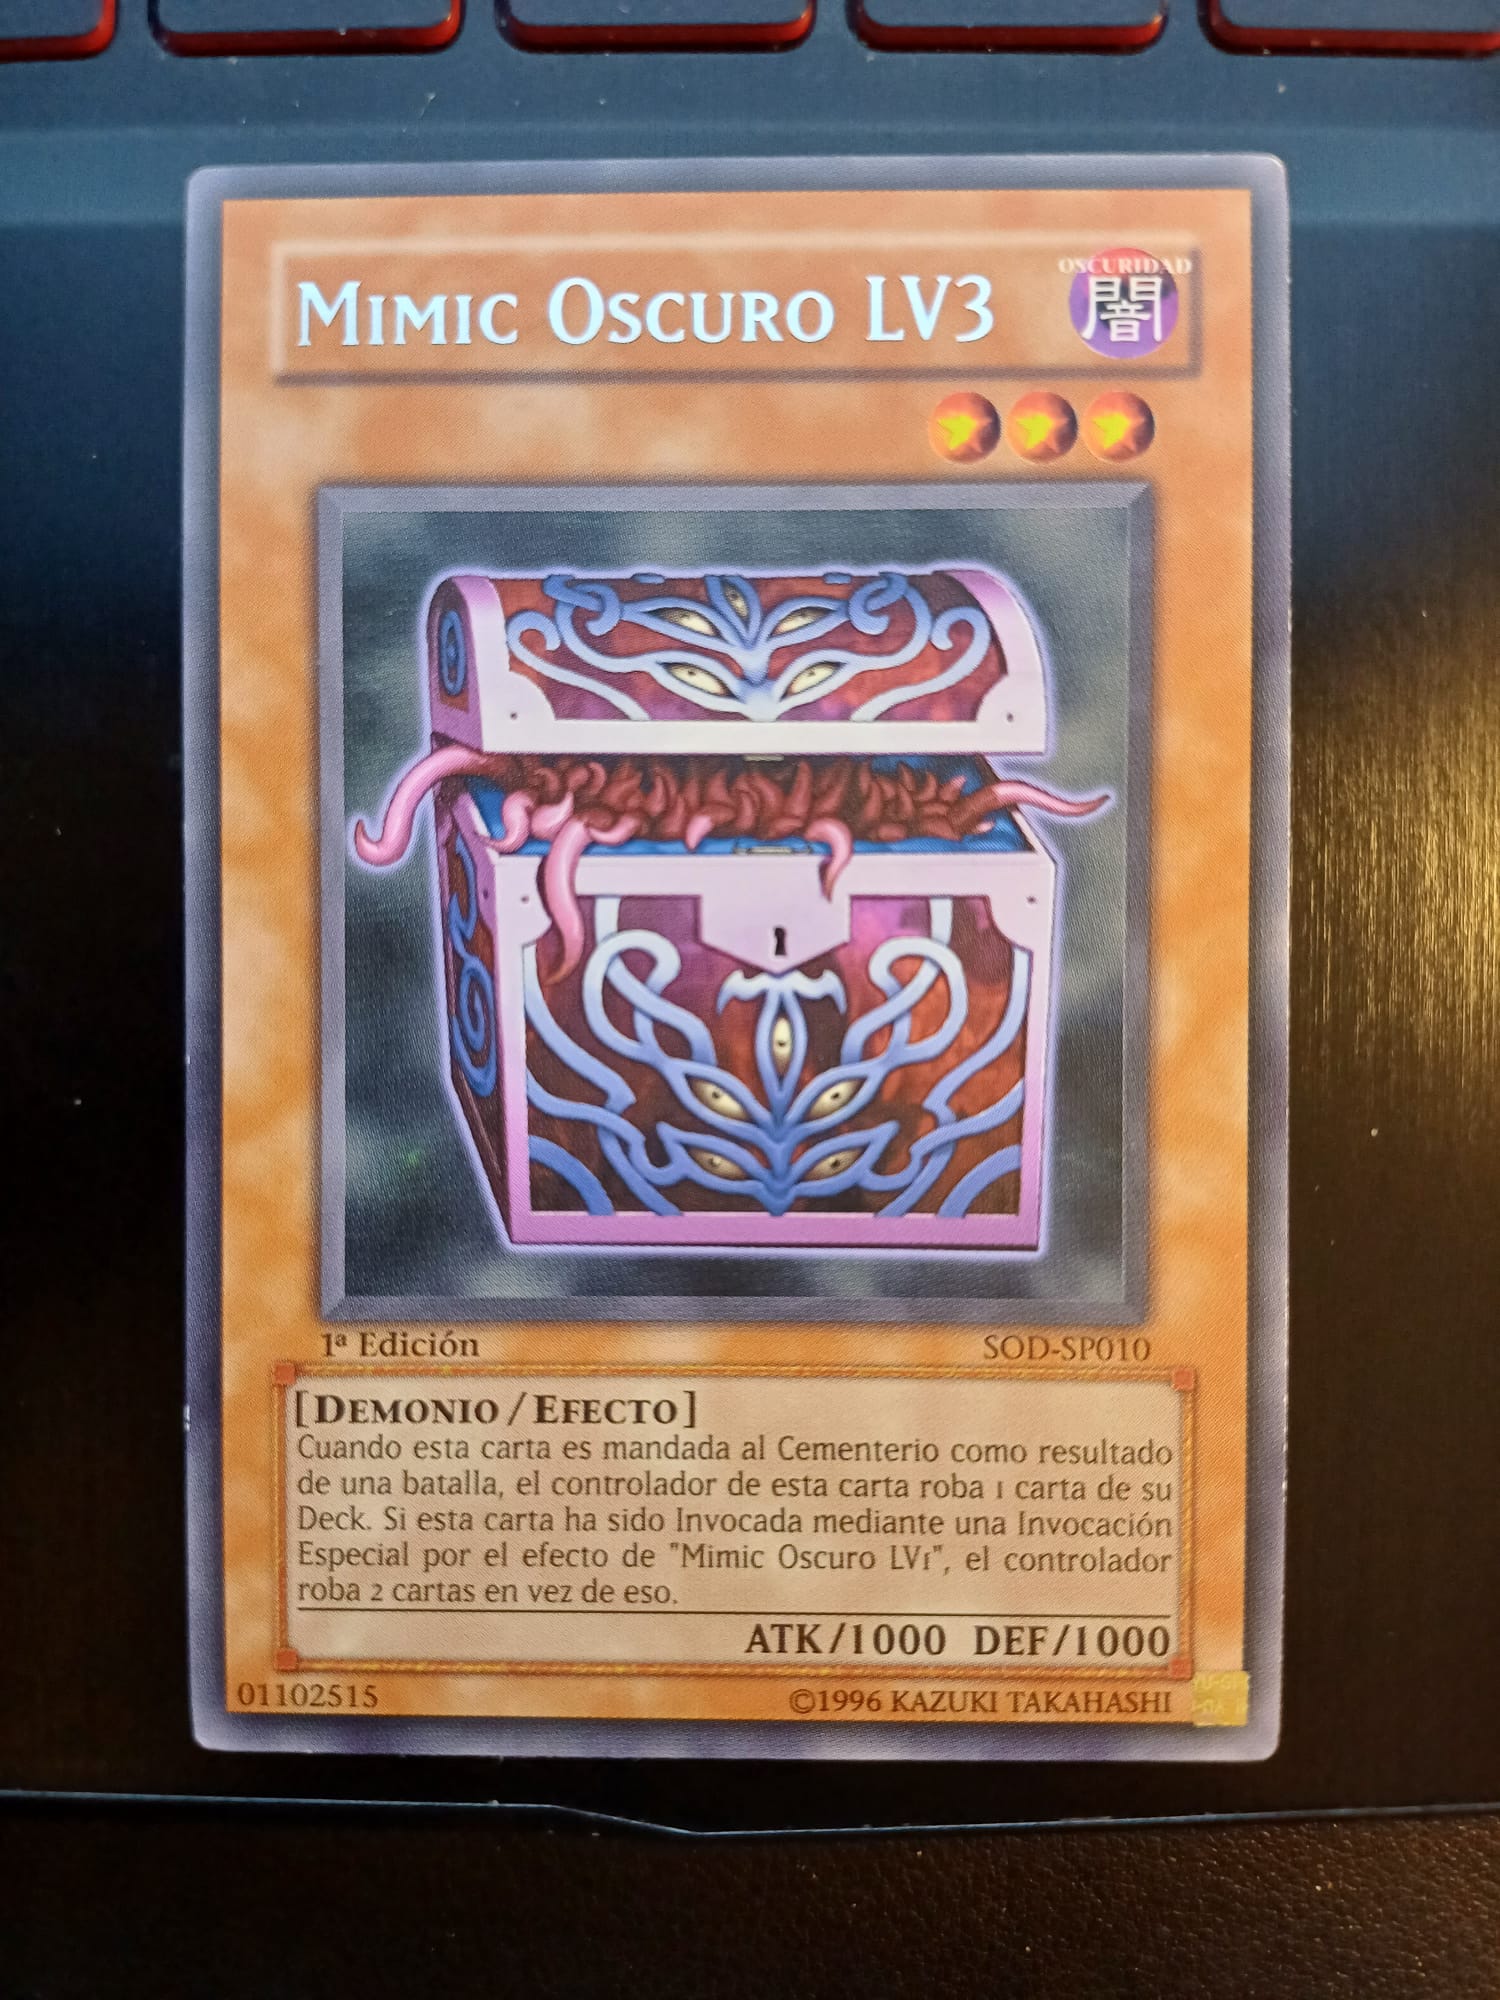 MIMIC OSCURO LV3
OSCURIDAD
闇
1ª Edición
SOD-SP010
[DEMONIO/EFECTO]
Cuando esta carta es mandada al Cementerio como resultado
de una batalla, el controlador de esta carta roba 1 carta de su
Deck. Si esta carta ha sido Invocada mediante una Invocación
Especial por el efecto de "Mimic Oscuro LV1", el controlador
roba 2 cartas en vez de eso.
ATK/1000 DEF/1000
01102515
©1996 KAZUKI TAKAHASHI